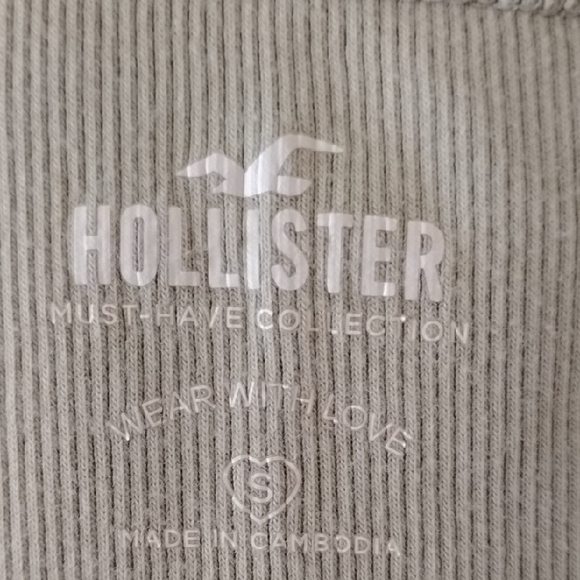 HOLLISTER
MUST-HAVE COLLECTION
WEAR WITH LOVE
S
MADE IN CAMBODIA